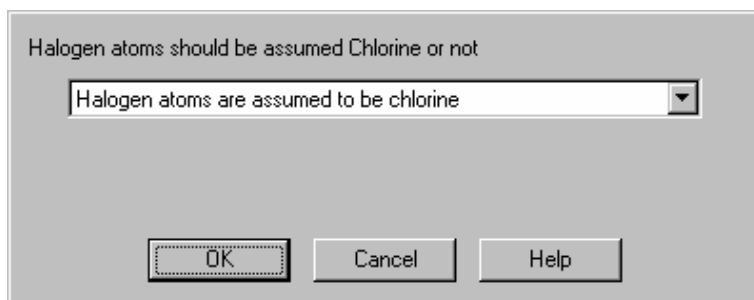 Halogen atoms should be assumed Chlorine or not
Halogen atoms are assumed to be chlorine
OK Cancel Help